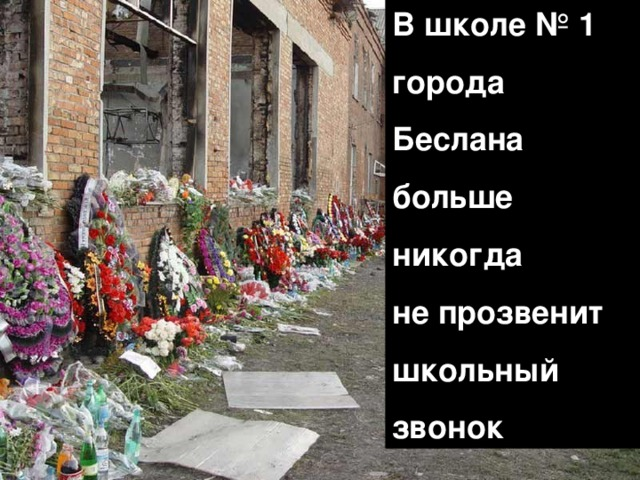 В школе № 1
города
Беслана
больше
никогда
не прозвенит
школьный
звонок